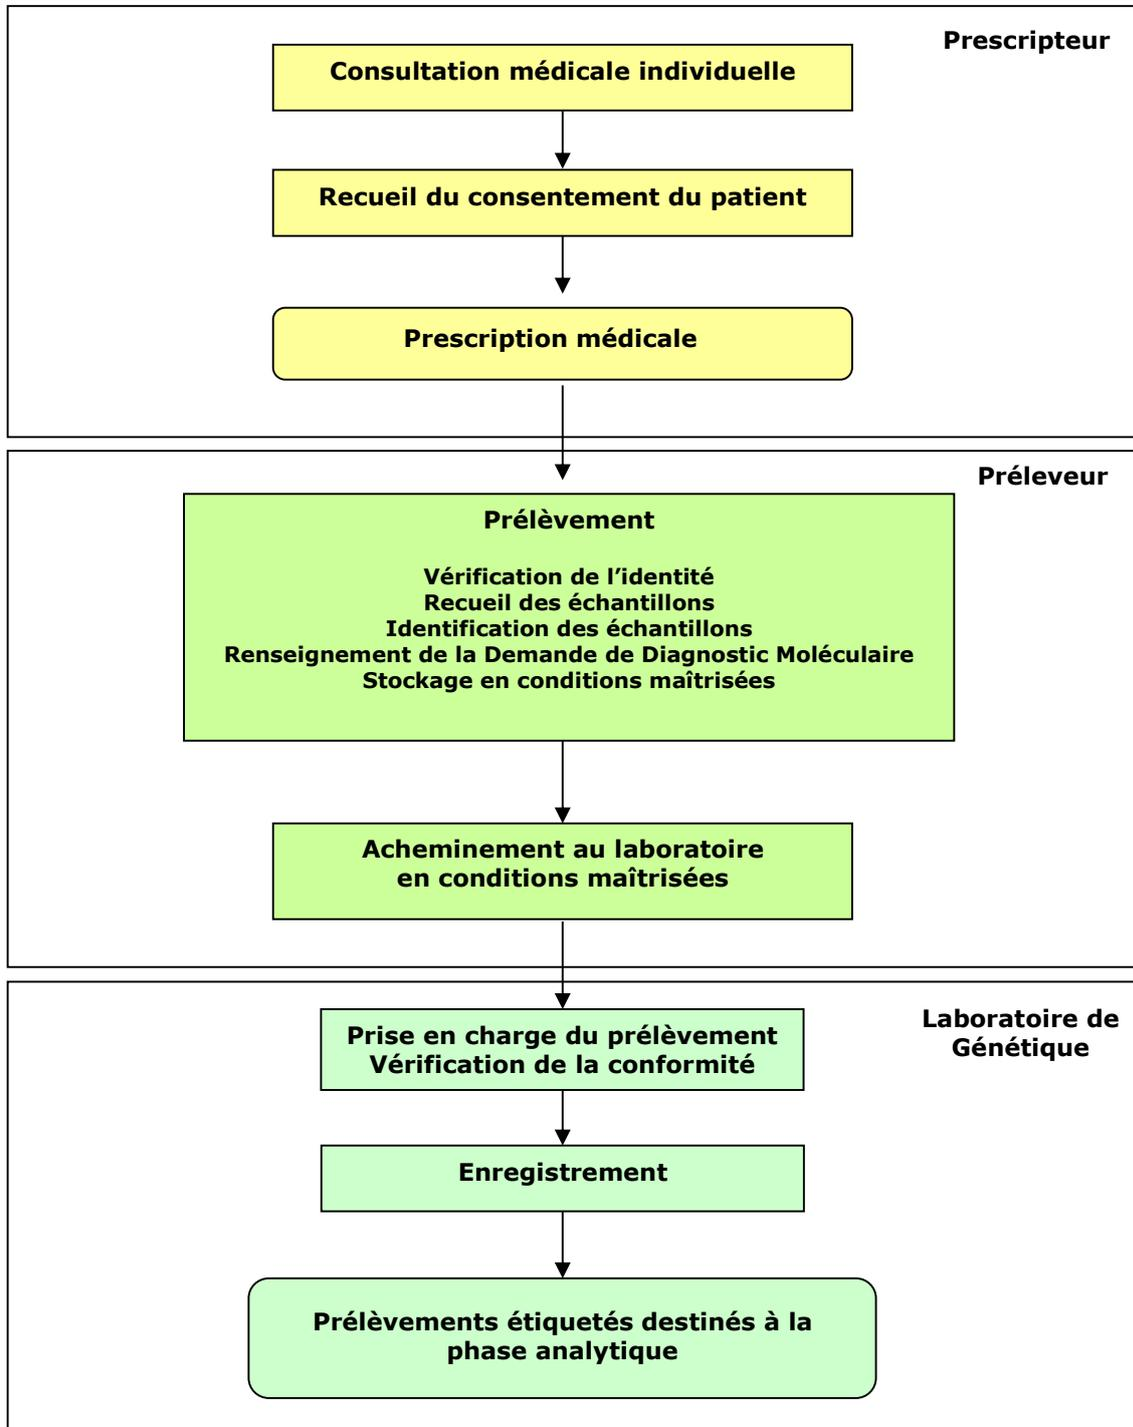 Prescripteur
Consultation médicale individuelle
Recueil du consentement du patient
Prescription médicale
Préleveur
Prélèvement
Vérification de l’identité
Recueil des échantillons
Identification des échantillons
Renseignement de la Demande de Diagnostic Moléculaire
Stockage en conditions maîtrisées
Acheminement au laboratoire
en conditions maîtrisées
Laboratoire de
Génétique
Prise en charge du prélèvement
Vérification de la conformité
Enregistrement
Prélèvements étiquetés destinés à la
phase analytique